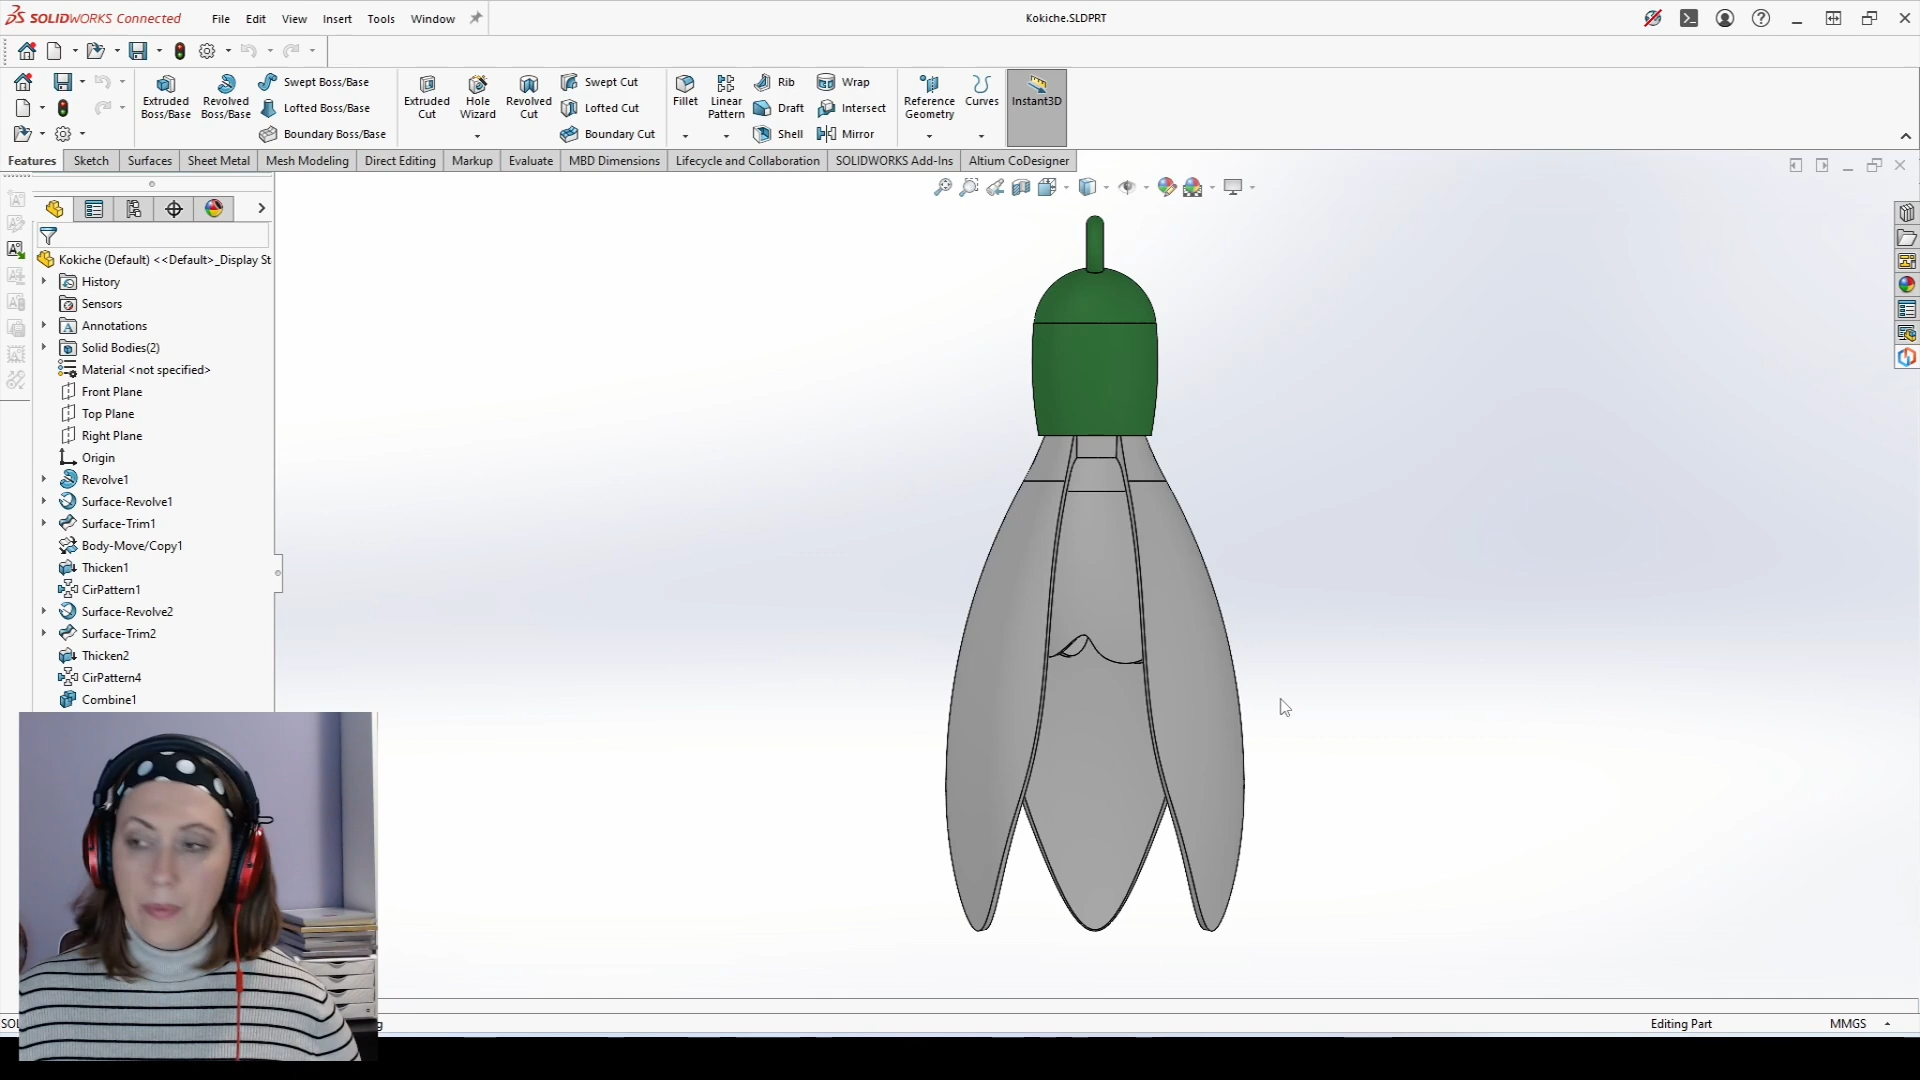 SOLIDWORKS Connected
File Edit View Insert Tools Window
Kokiche.SLDPRT
Extruded Boss/Base
Revolved Boss/Base
Swept Boss/Base
Lofted Boss/Base
Boundary Boss/Base
Extruded Cut
Hole Wizard
Revolved Cut
Swept Cut
Lofted Cut
Boundary Cut
Fillet
Linear Pattern
Rib
Draft
Shell
Wrap
Intersect
Mirror
Reference Geometry
Curves
Instant3D
Features Sketch Surfaces Sheet Metal Mesh Modeling Direct Editing Markup Evaluate MBD Dimensions Lifecycle and Collaboration SOLIDWORKS Add-Ins Altium CoDesigner
Kokiche (Default) <<Default>_Display St
History
Sensors
Annotations
Solid Bodies(2)
Material <not specified>
Front Plane
Top Plane
Right Plane
Origin
Revolve1
Surface-Revolve1
Surface-Trim1
Body-Move/Copy1
Thicken1
CirPattern1
Surface-Revolve2
Surface-Trim2
Thicken2
CirPattern4
Combine1
Editing Part
MMGS